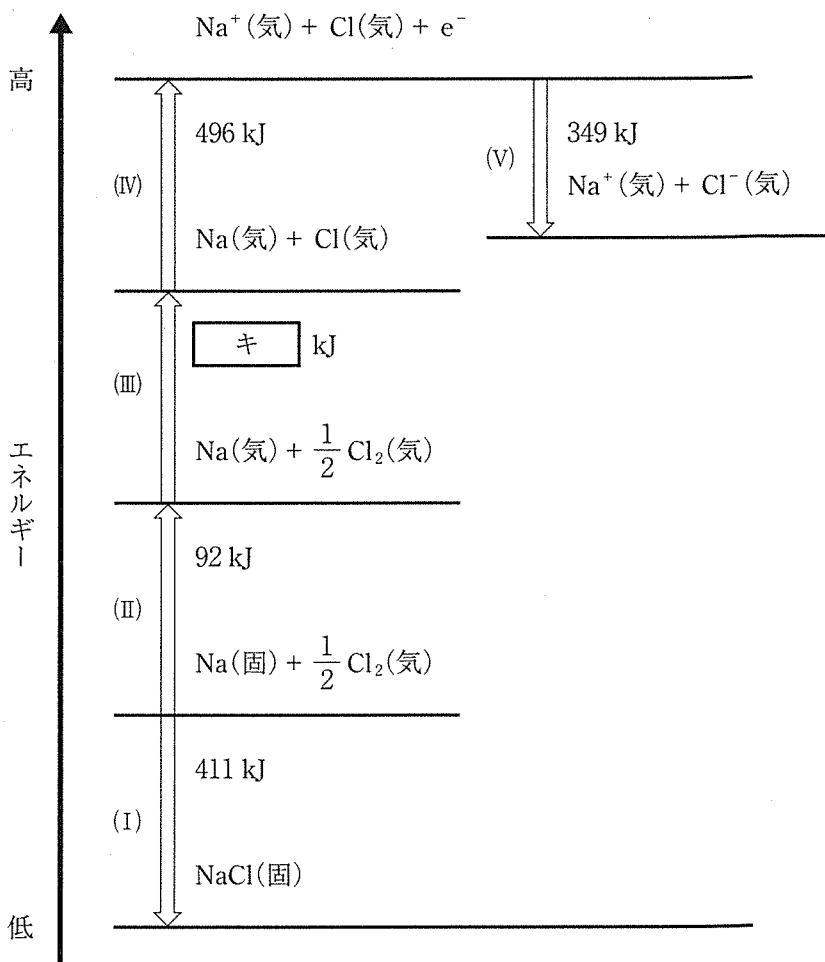 Na⁺(気) + Cl(気) + e⁻
高
496 kJ
(Ⅳ)
Na(気) + Cl(気)
349 kJ
(Ⅴ)
Na⁺(気) + Cl⁻(気)
キ kJ
(Ⅲ)
Na(気) + 1/2 Cl₂(気)
エネルギー
92 kJ
(Ⅱ)
Na(固) + 1/2 Cl₂(気)
411 kJ
(Ⅰ)
NaCl(固)
低